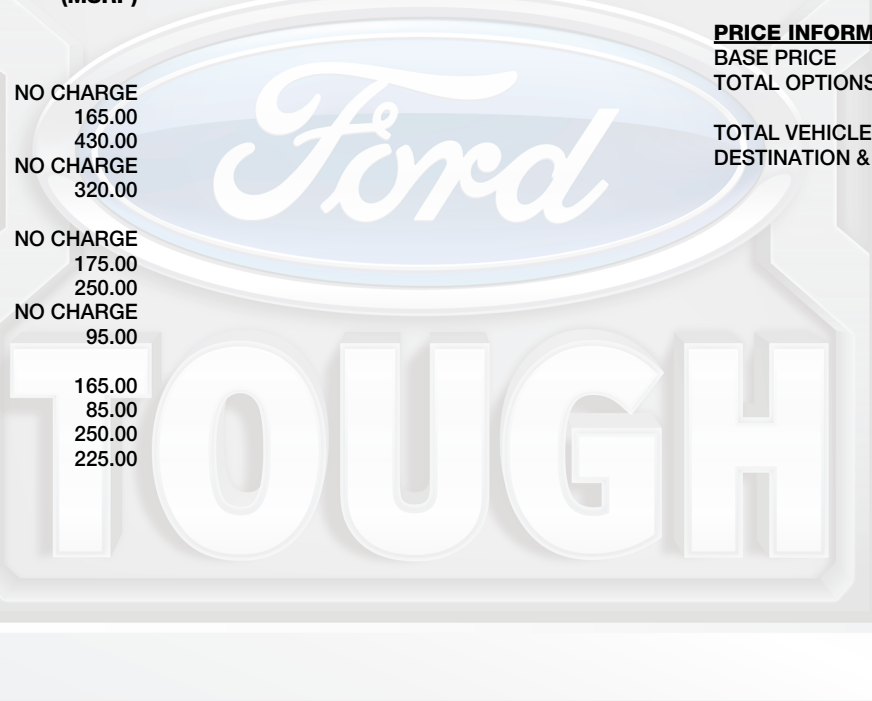 (MSRP)
NO CHARGE
165.00
430.00
NO CHARGE
320.00
NO CHARGE
175.00
250.00
NO CHARGE
95.00
165.00
85.00
250.00
225.00
PRICE INFORM
BASE PRICE
TOTAL OPTIONS
TOTAL VEHICLE
DESTINATION &
Ford
TOUGH